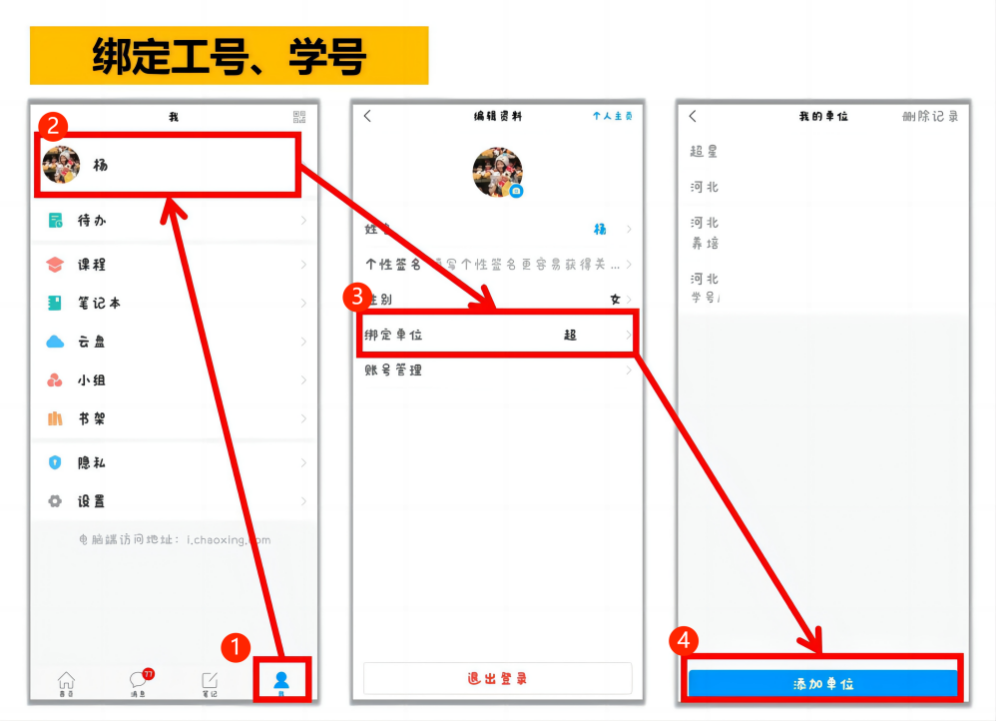 绑定工号、学号
我
2
杨
待办
课程
笔记本
云盘
小组
书架
隐私
设置
电脑端访问地址：i.chaoxing.com
1
77
首页
消息
笔记
我
编辑资料
个人主页
姓名
杨
个性签名
写个性签名更容易获得关...
3
性别
女
绑定单位
超
账号管理
退出登录
我的单位
删除记录
超星
河北
河北
养培
河北
学号/
4
添加单位